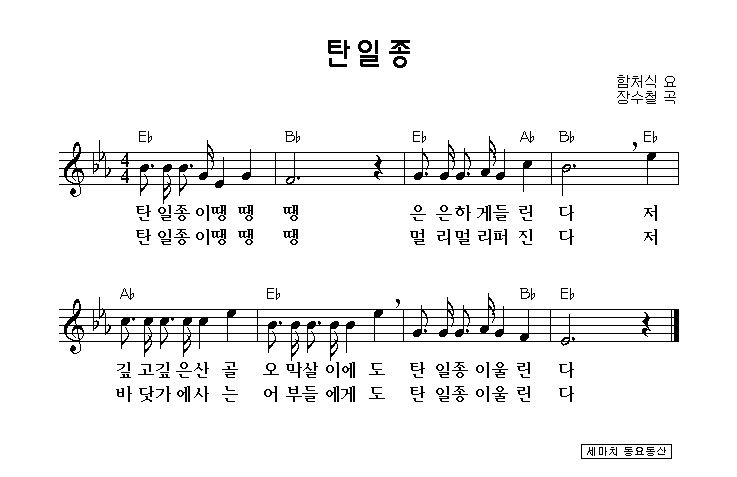 탄일종
함처식 요
장수철 곡
E♭ B♭ E♭ A♭ B♭ E♭
4
4
탄 일종 이땡 땡 땡 은 은하 게들 린 다 저
탄 일종 이땡 땡 땡 멀 리멀 리퍼 진 다 저
A♭ E♭ B♭ E♭
깊 고깊 은산 골 오 막살 이에 도 탄 일종 이울 린 다
바 닷가 에사 는 어 부들 에게 도 탄 일종 이울 린 다
세마치 동요동산